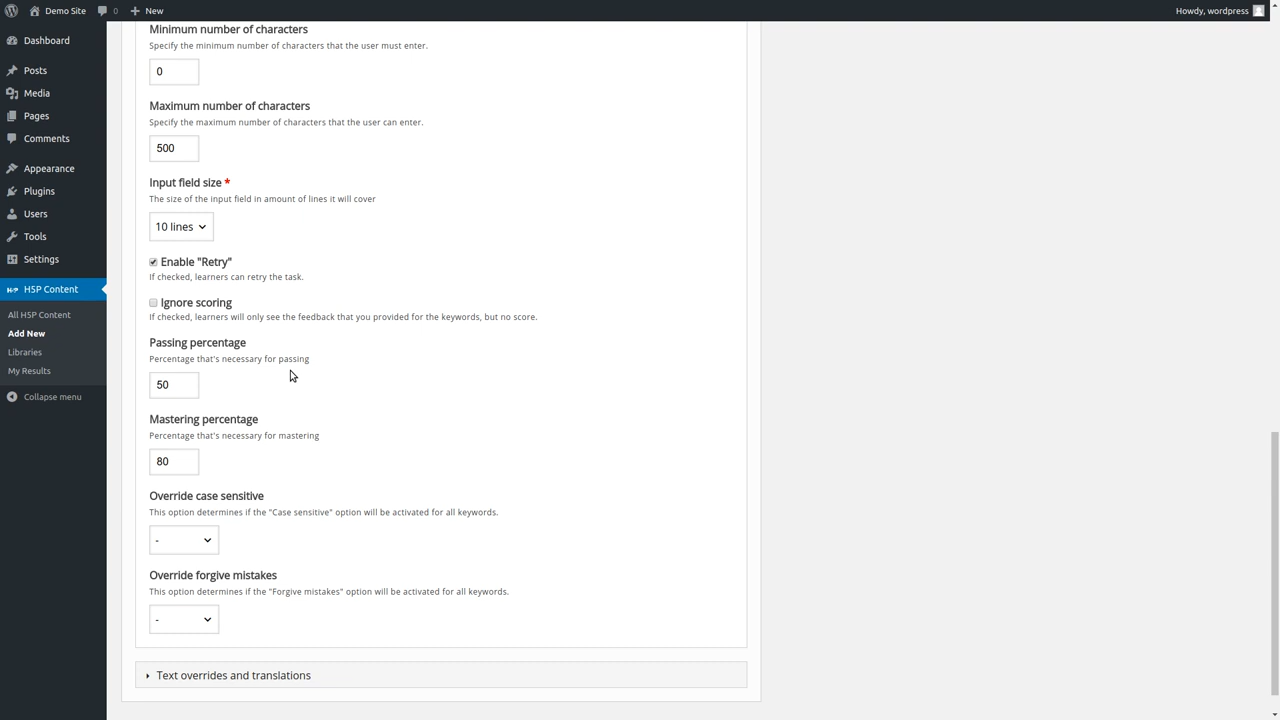 Demo Site 0 New Howdy, wordpress
Dashboard
Posts
Media
Pages
Comments
Appearance
Plugins
Users
Tools
Settings
H5P Content
All H5P Content
Add New
Libraries
My Results
Collapse menu
Minimum number of characters
Specify the minimum number of characters that the user must enter.
0
Maximum number of characters
Specify the maximum number of characters that the user can enter.
500
Input field size *
The size of the input field in amount of lines it will cover
10 lines
Enable "Retry"
If checked, learners can retry the task.
Ignore scoring
If checked, learners will only see the feedback that you provided for the keywords, but no score.
Passing percentage
Percentage that's necessary for passing
50
Mastering percentage
Percentage that's necessary for mastering
80
Override case sensitive
This option determines if the "Case sensitive" option will be activated for all keywords.
-
Override forgive mistakes
This option determines if the "Forgive mistakes" option will be activated for all keywords.
-
Text overrides and translations